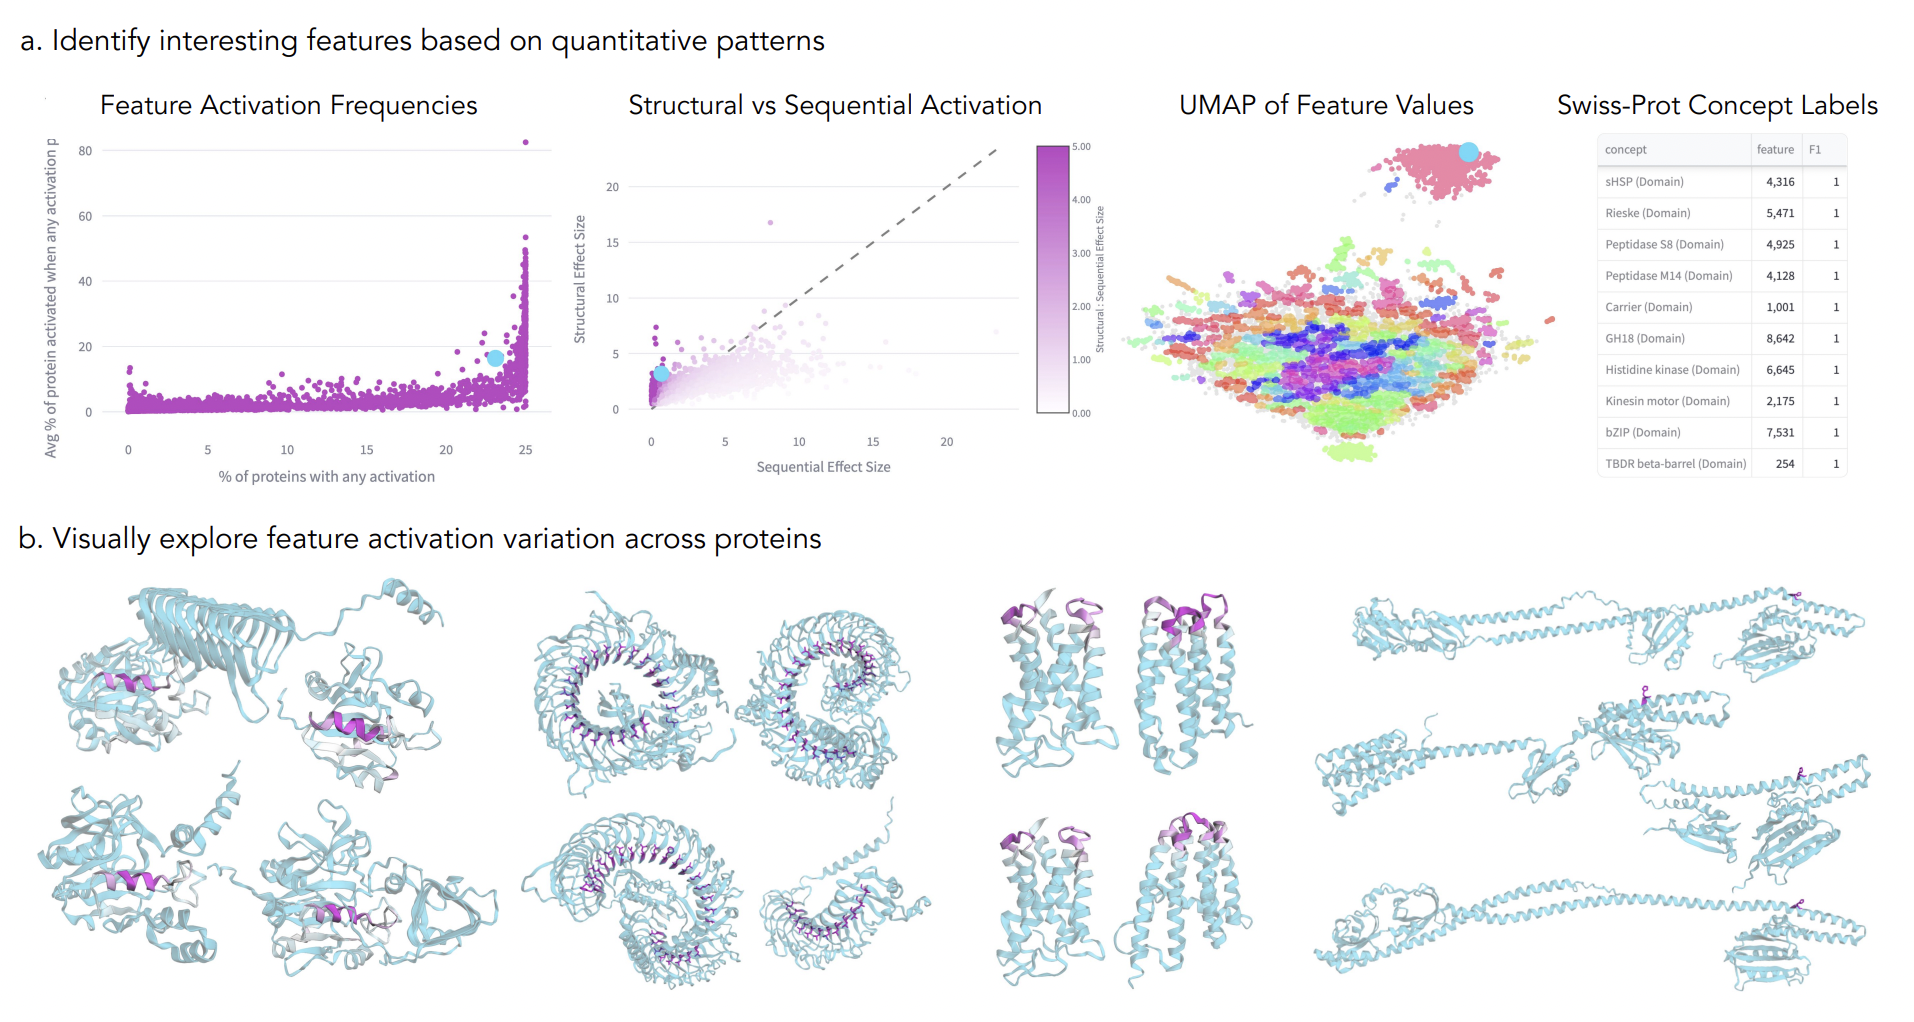 a. Identify interesting features based on quantitative patterns
Feature Activation Frequencies
Avg % of protein activated when any activation p
80
60
40
20
0
0
5
10
15
20
25
% of proteins with any activation
Structural vs Sequential Activation
Structural Effect Size
20
15
10
5
0
0
5
10
15
20
Sequential Effect Size
5.00
4.00
3.00
2.00
1.00
0.00
Structural : Sequential Effect Size
UMAP of Feature Values
Swiss-Prot Concept Labels
concept feature F1
sHSP (Domain) 4,316 1
Rieske (Domain) 5,471 1
Peptidase S8 (Domain) 4,925 1
Peptidase M14 (Domain) 4,128 1
Carrier (Domain) 1,001 1
GH18 (Domain) 8,642 1
Histidine kinase (Domain) 6,645 1
Kinesin motor (Domain) 2,175 1
bZIP (Domain) 7,531 1
TBDR beta-barrel (Domain) 254 1
b. Visually explore feature activation variation across proteins